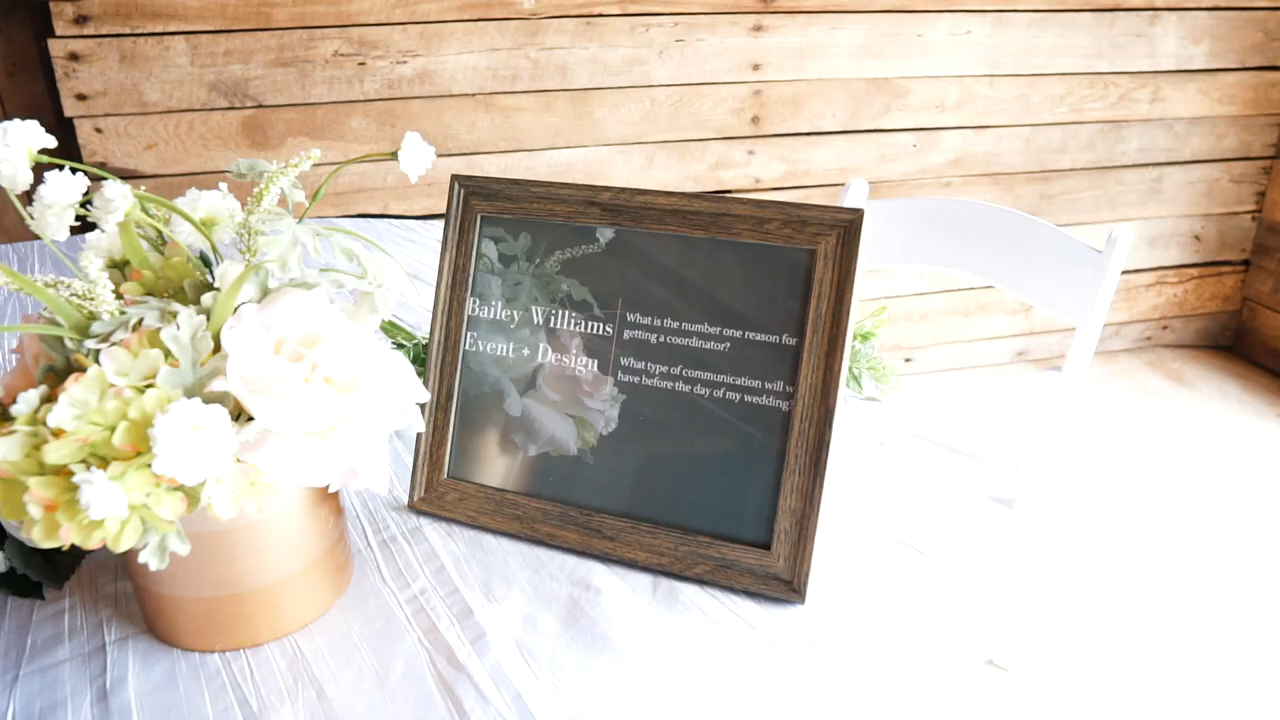 Bailey Williams
Event + Design
What is the number one reason for
getting a coordinator?
What type of communication will
have before the day of my wedding?